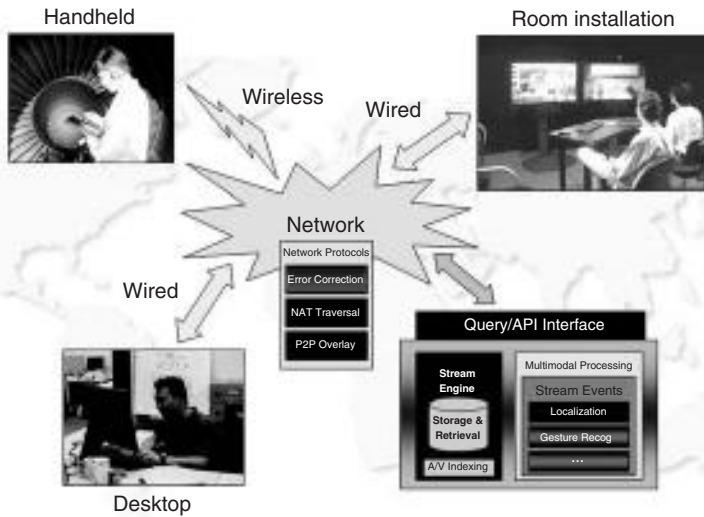 Handheld
Room installation
Wireless
Wired
Network
Network Protocols
Error Correction
NAT Traversal
P2P Overlay
Wired
Desktop
Query/API Interface
Stream
Engine
Storage &
Retrieval
A/V Indexing
Multimodal Processing
Stream Events
Localization
Gesture Recog
...